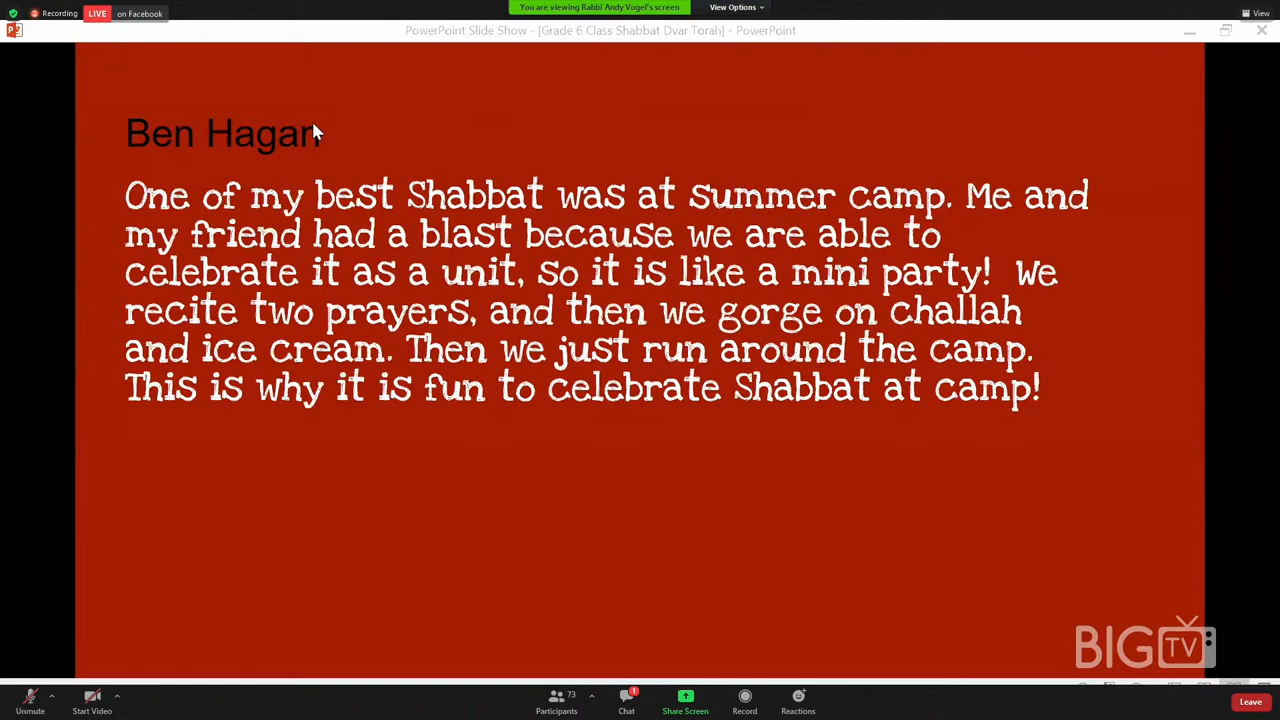 Recording LIVE on Facebook You are viewing Rabbi Andy Vogel's screen View Options View
PowerPoint Slide Show - [Grade 6 Class Shabbat Dvar Torah] - PowerPoint
Ben Hagan
One of my best Shabbat was at summer camp. Me and
my friend had a blast because we are able to
celebrate it as a unit, so it is like a mini party! We
recite two prayers, and then we gorge on challah
and ice cream. Then we just run around the camp.
This is why it is fun to celebrate Shabbat at camp!
BIG TV
73 1
Unmute Start Video Participants Chat Share Screen Record Reactions Leave